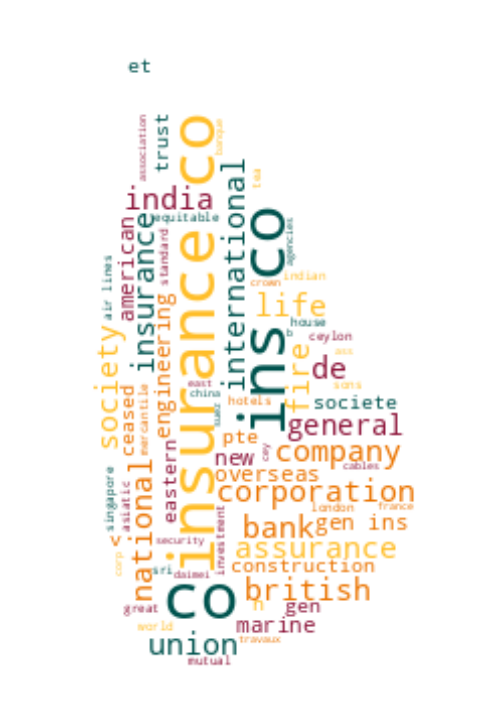 et
association
trust
insurance co
banque
international
tea
india
equitable
american
insurance
standard
ins co
agencies
air lines
crown
indian
engineering
life
house
b
society
fire
ceylon
ass
east
de
china
sons
ceased
mercantile
hotels
suez
societe
general
pte
eastern
new
cey
company
cables
national
overseas
singapore
asiatic
corporation
investment
london
france
bank
gen ins
<
security
assurance
corp
sri
daimei
construction
co
british
great
n
gen
world
marine
union
travaux
mutual